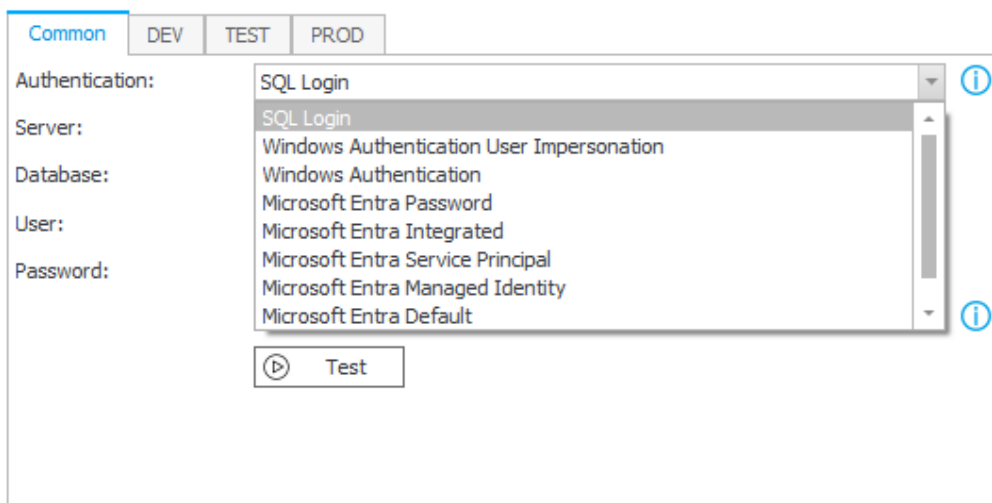 Common DEV TEST PROD
Authentication: SQL Login
Server:
Database:
User:
Password:
SQL Login
Windows Authentication User Impersonation
Windows Authentication
Microsoft Entra Password
Microsoft Entra Integrated
Microsoft Entra Service Principal
Microsoft Entra Managed Identity
Microsoft Entra Default
Test